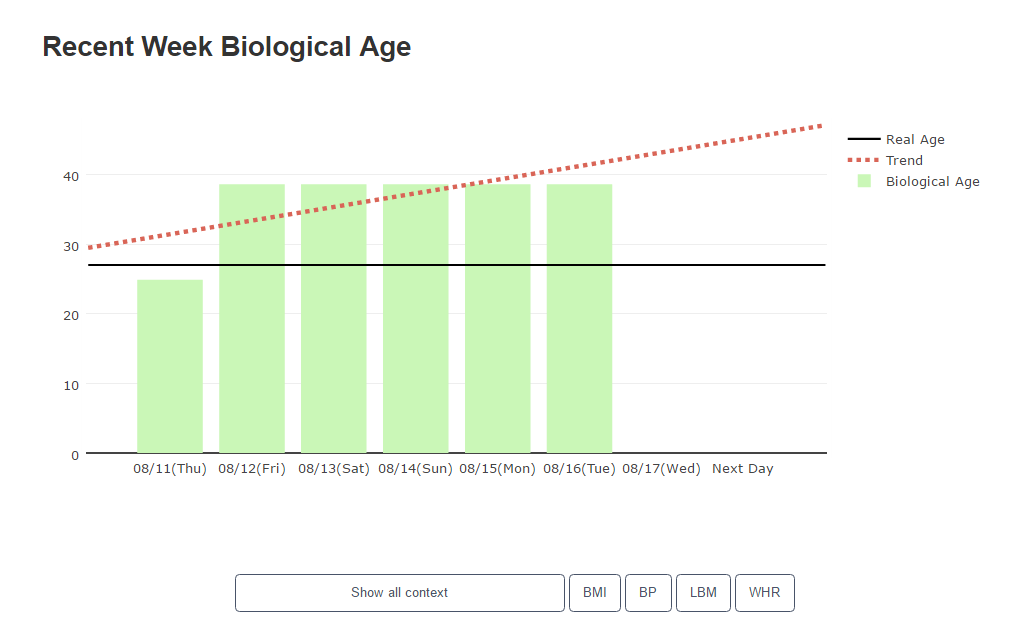 Recent Week Biological Age
Real Age
Trend
Biological Age
40
30
20
10
0
08/11(Thu) 08/12(Fri) 08/13(Sat) 08/14(Sun) 08/15(Mon) 08/16(Tue) 08/17(Wed) Next Day
Show all context BMI BP LBM WHR